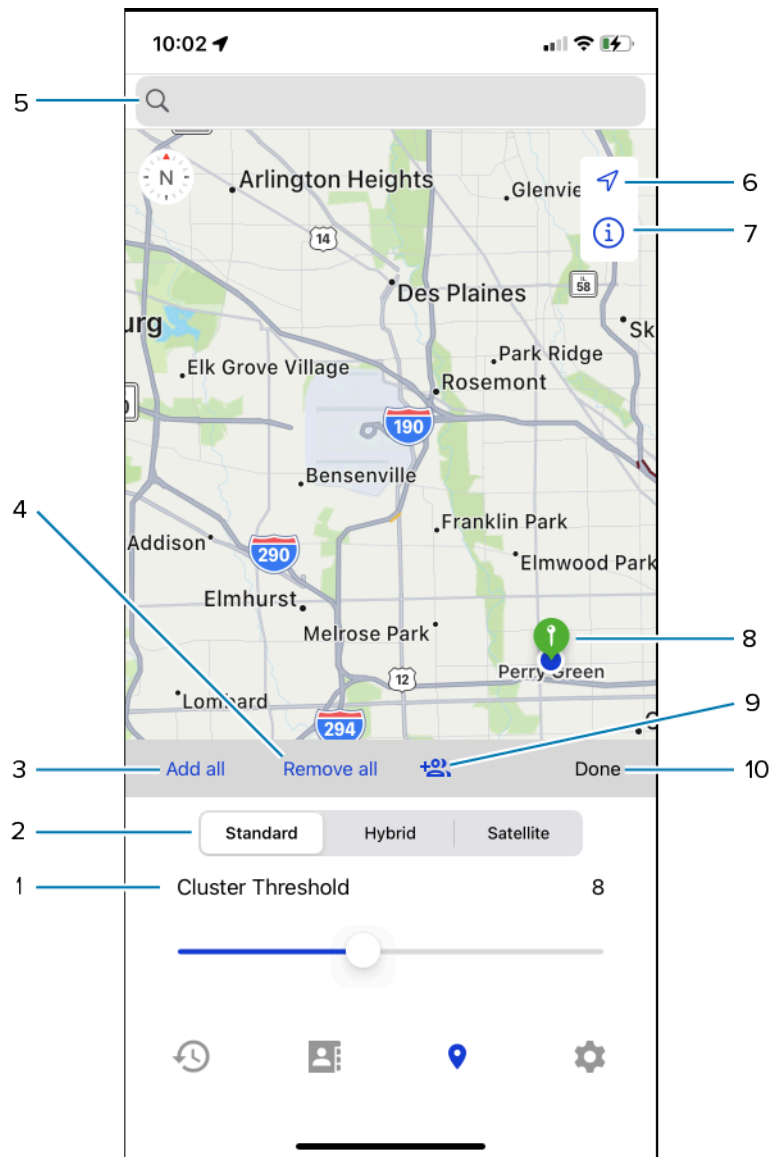 10:02
5
N
Arlington Heights
Glenvie
6
14
7
IL
58
Des Plaines
urg
Sk
Park Ridge
Elk Grove Village
Rosemont
190
Bensenville
4
Franklin Park
Addison
290
Elmwood Park
Elmhurst
Melrose Park
8
12
Perry Green
Lombard
9
294
3
Add all
Remove all
Done
10
2
Standard
Hybrid
Satellite
1
Cluster Threshold
8